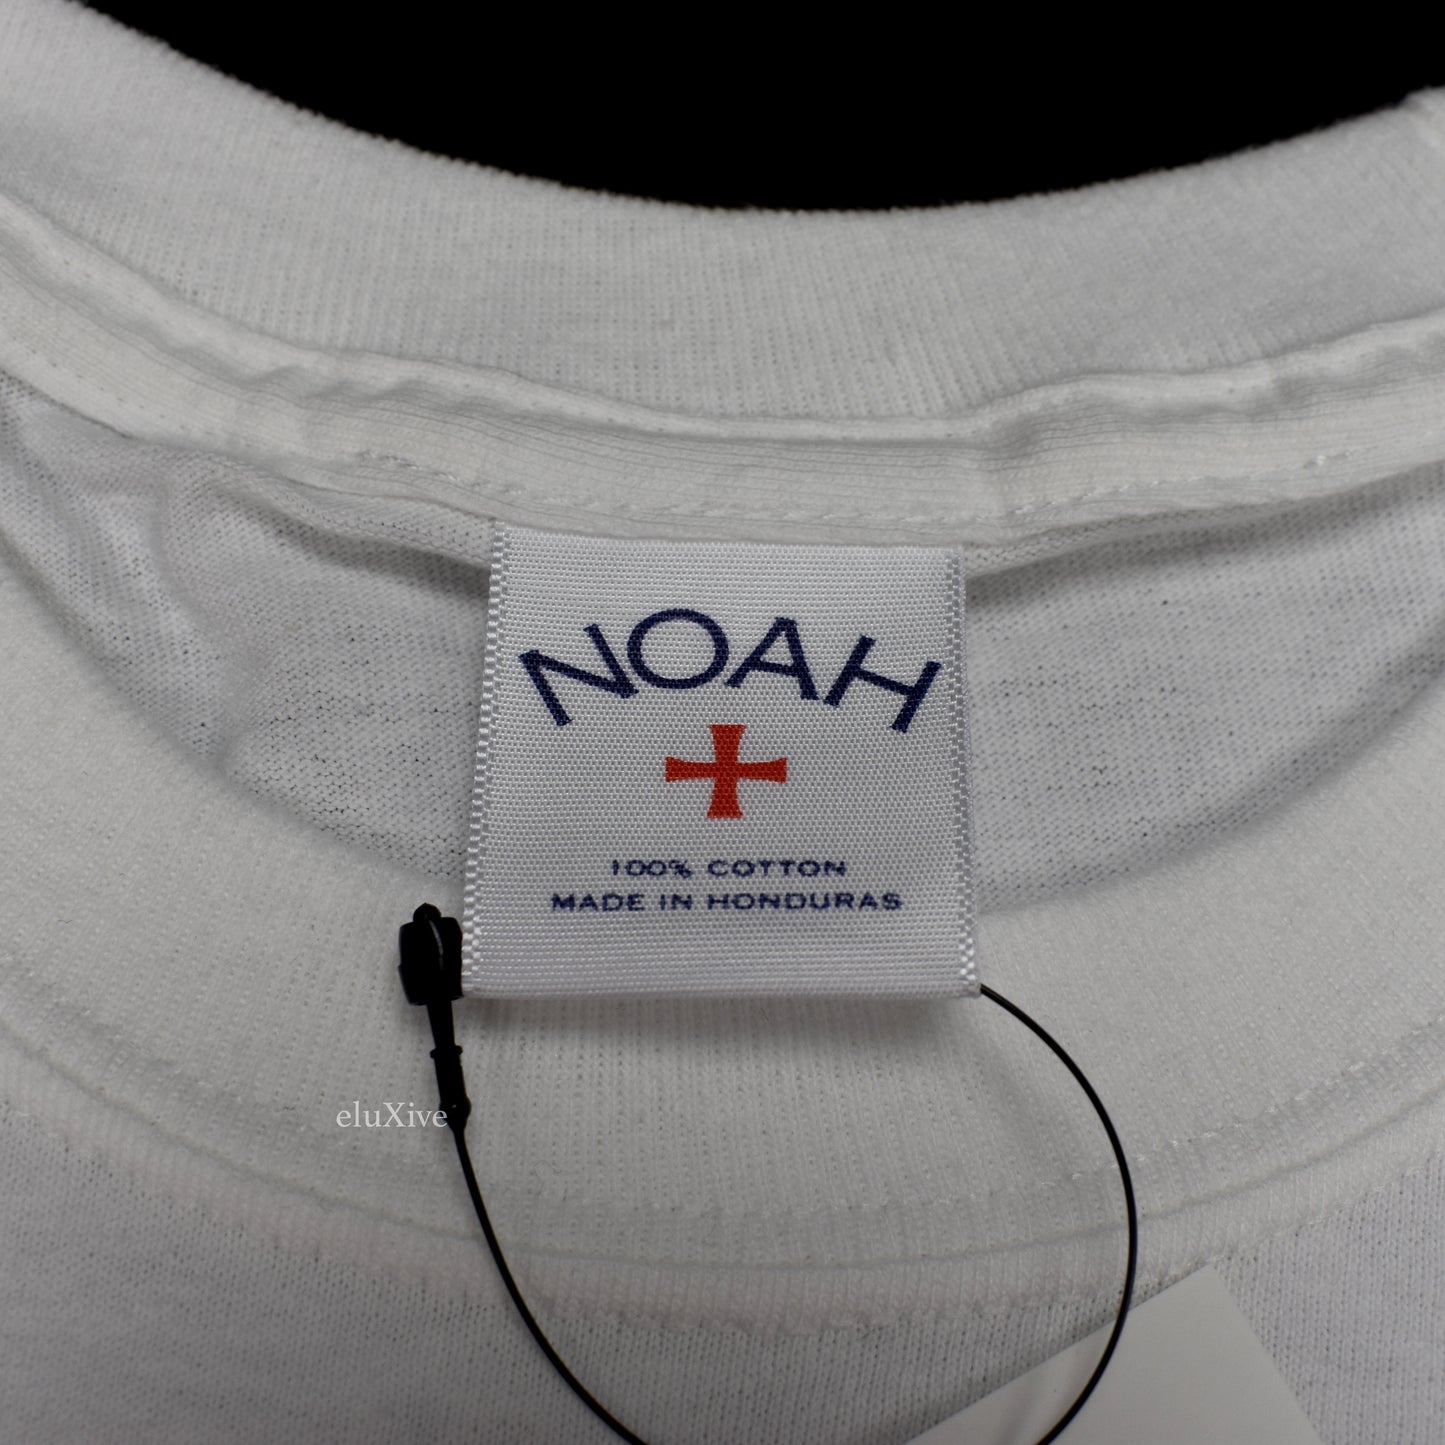 NOAH
100% COTTON
MADE IN HONDURAS
eluXive